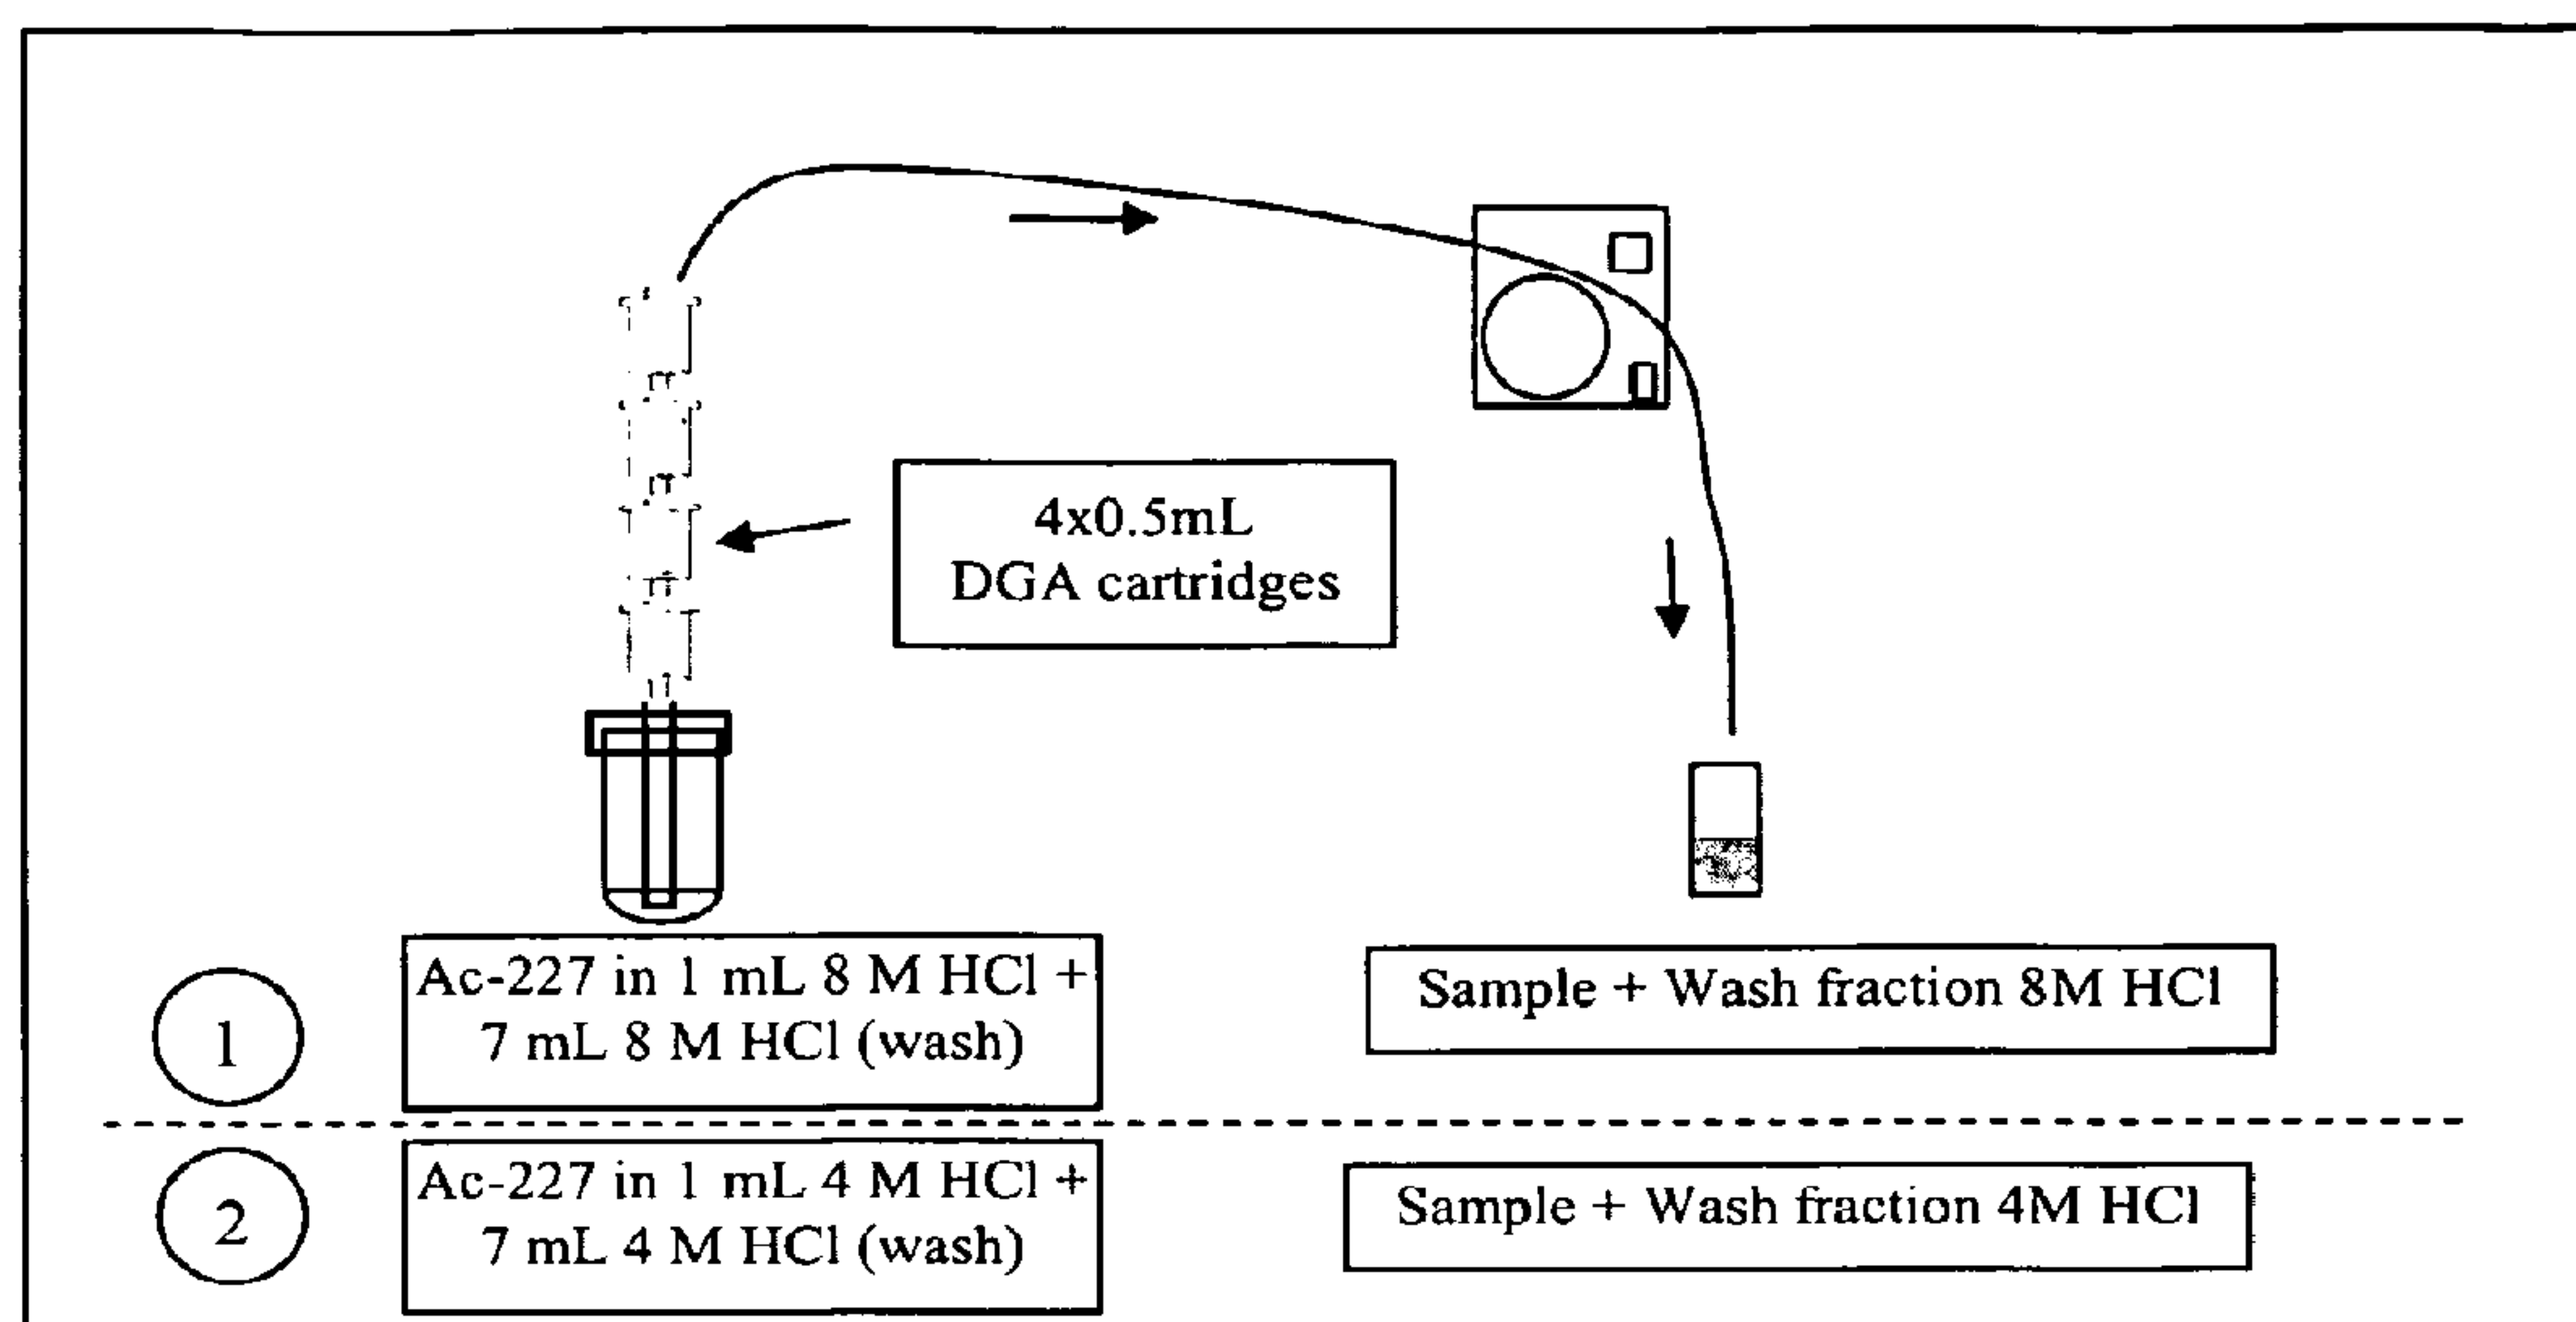 4x0.5mL
DGA cartridges
1
Ac-227 in 1 mL 8 M HCl +
7 mL 8 M HCl (wash)
Sample + Wash fraction 8M HCl
2
Ac-227 in 1 mL 4 M HCl +
7 mL 4 M HCl (wash)
Sample + Wash fraction 4M HCl